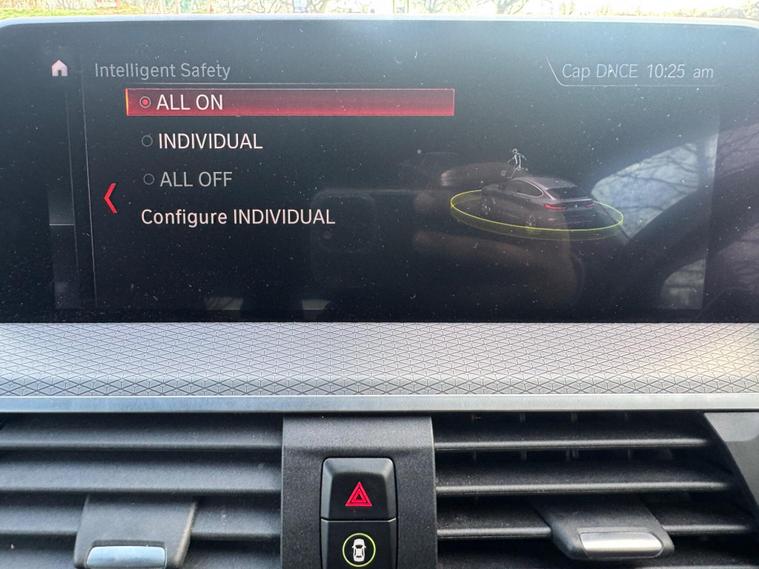 Intelligent Safety
Cap DNCE 10:25 am
ALL ON
INDIVIDUAL
ALL OFF
Configure INDIVIDUAL